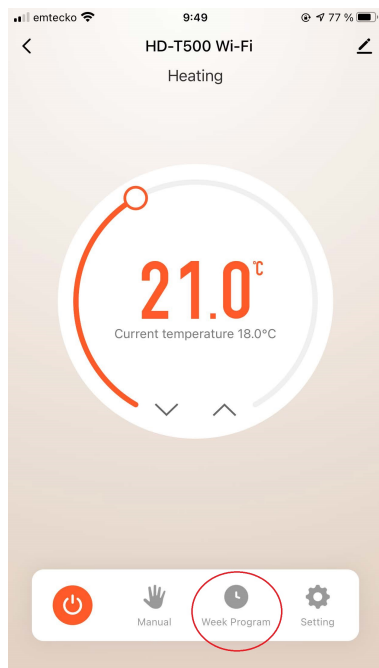 emtecko 9:49 77 %
HD-T500 Wi-Fi
Heating
21.0°C
Current temperature 18.0°C
Manual Week Program Setting